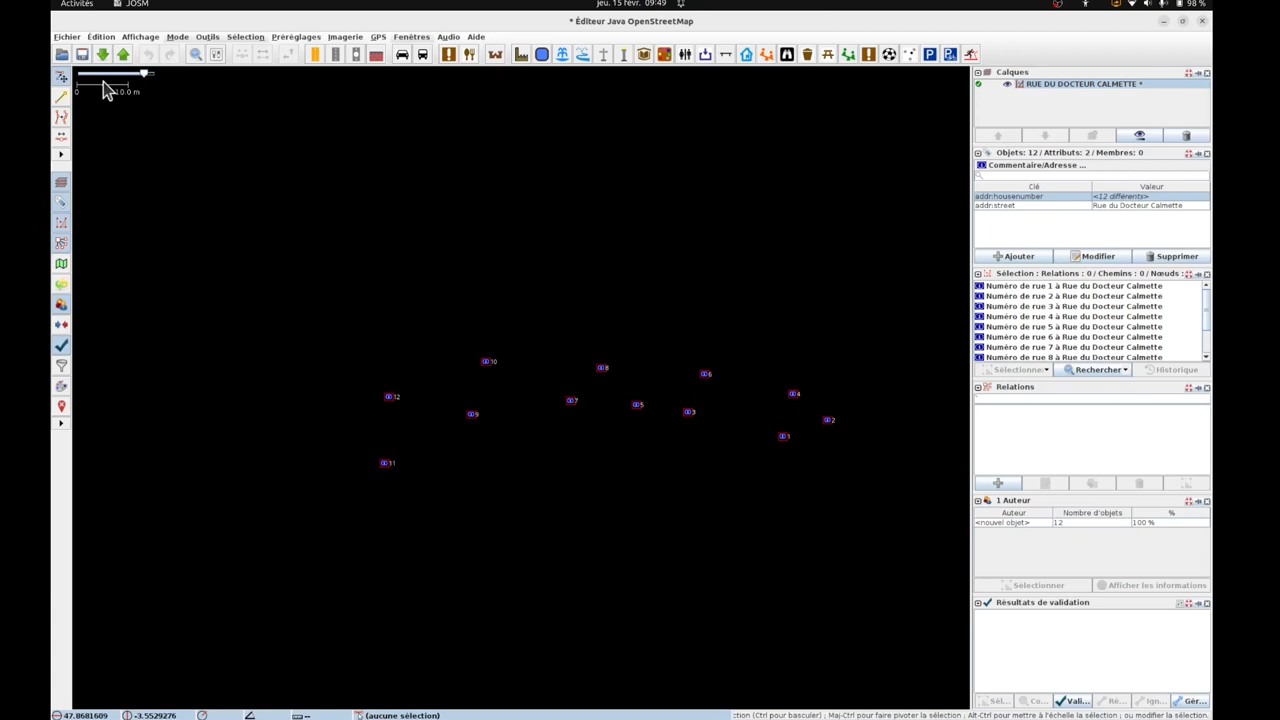 Activités JOSM jeu. 15 févr. 09:49 98 %
* Éditeur Java OpenStreetMap
Fichier Édition Affichage Mode Outils Sélection Préréglages Imagerie GPS Fenêtres Audio Aide
0 10.0 m
10
8
6
12
4
7
5
9
3
2
1
11
Calques
RUE DU DOCTEUR CALMETTE *
Objets: 12 / Attributs: 2 / Membres: 0
Commentaire/Adresse ...
Clé Valeur
addr:housenumber <12 différents>
addr:street Rue du Docteur Calmette
Ajouter Modifier Supprimer
Sélection : Relations : 0 / Chemins : 0 / Nœuds :
Numéro de rue 1 à Rue du Docteur Calmette
Numéro de rue 2 à Rue du Docteur Calmette
Numéro de rue 3 à Rue du Docteur Calmette
Numéro de rue 4 à Rue du Docteur Calmette
Numéro de rue 5 à Rue du Docteur Calmette
Numéro de rue 6 à Rue du Docteur Calmette
Numéro de rue 7 à Rue du Docteur Calmette
Numéro de rue 8 à Rue du Docteur Calmette
Sélectionner Rechercher Historique
Relations
1 Auteur
Auteur Nombre d'objets %
<nouvel objet> 12 100 %
Sélectionner Afficher les informations
Résultats de validation
Sél... Co... Vali... Ré... Ign... Gér...
47.8681609 -3.5529276 -- (aucune sélection) :ction (Ctrl pour basculer) ; Maj-Ctrl pour faire pivoter la sélection ; Alt-Ctrl pour mettre à l'échelle la sélection ; ou modifier la sélection.